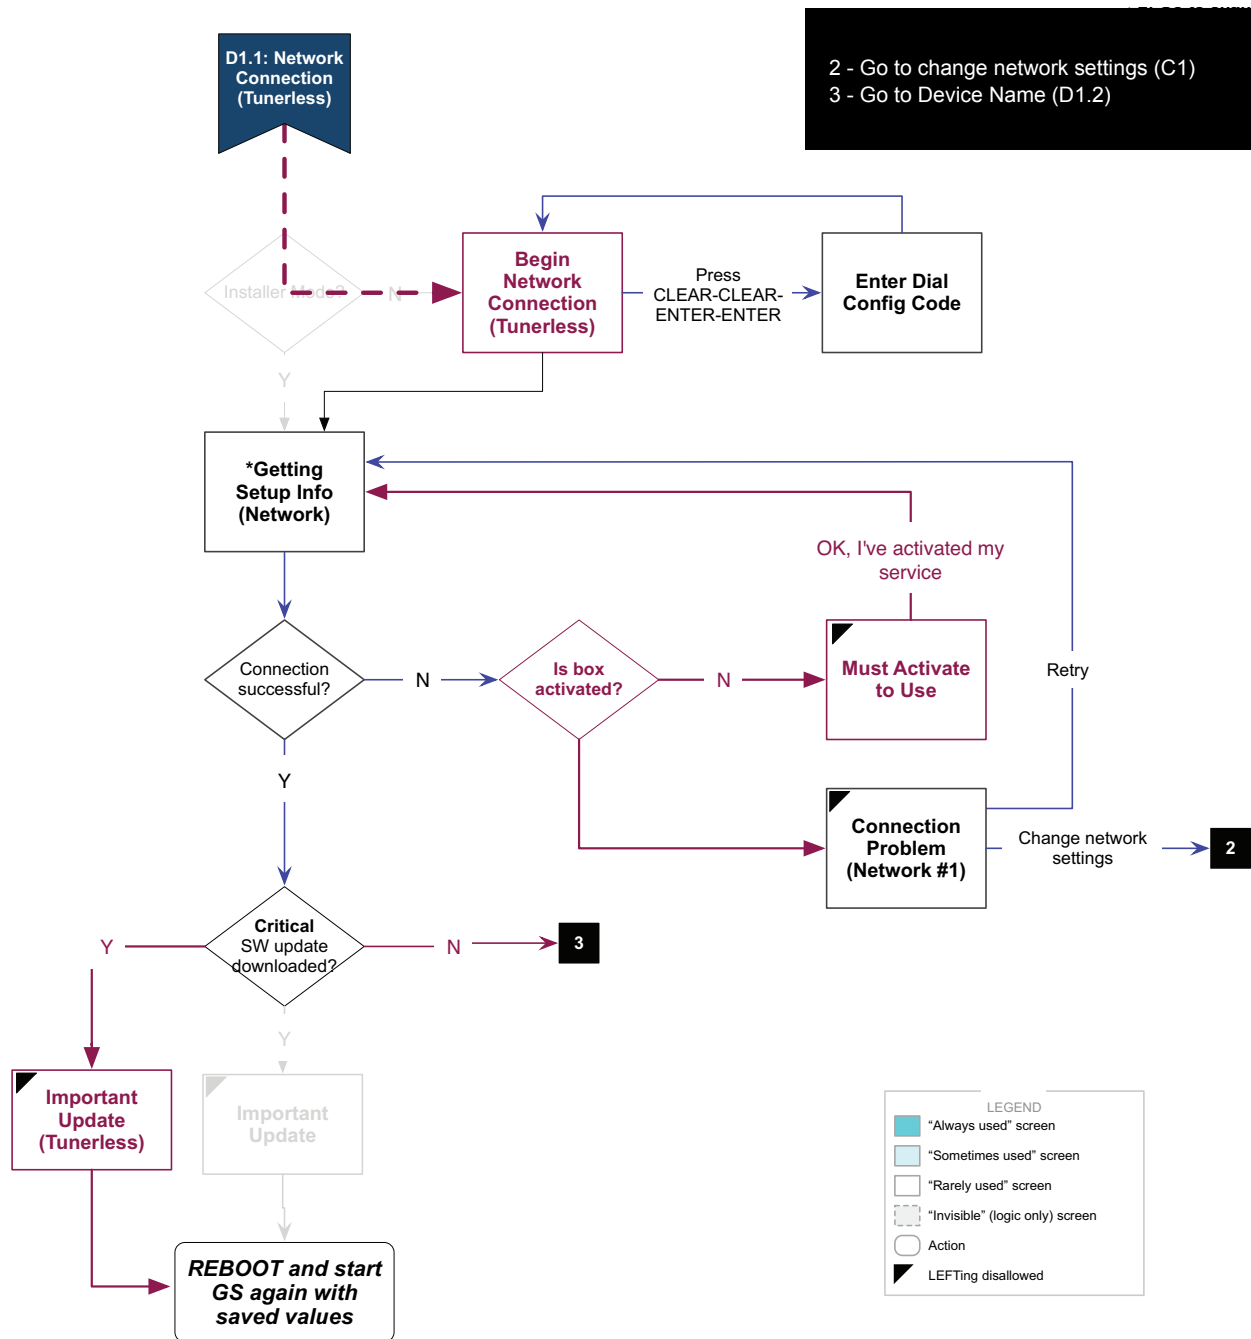 D1.1: Network
Connection
(Tunerless)
2 - Go to change network settings (C1)
3 - Go to Device Name (D1.2)
Installer Mode?
N
Y
Begin
Network
Connection
(Tunerless)
Press
CLEAR-CLEAR-
ENTER-ENTER
Enter Dial
Config Code
*Getting
Setup Info
(Network)
OK, I've activated my
service
Connection
successful?
N
Is box
activated?
N
Must Activate
to Use
Retry
Y
Connection
Problem
(Network #1)
Change network
settings
2
Critical
SW update
downloaded?
Y
N
3
Y
Important
Update
(Tunerless)
Important
Update
REBOOT and start
GS again with
saved values
LEGEND
“Always used” screen
“Sometimes used” screen
“Rarely used” screen
“Invisible” (logic only) screen
Action
LEFTing disallowed